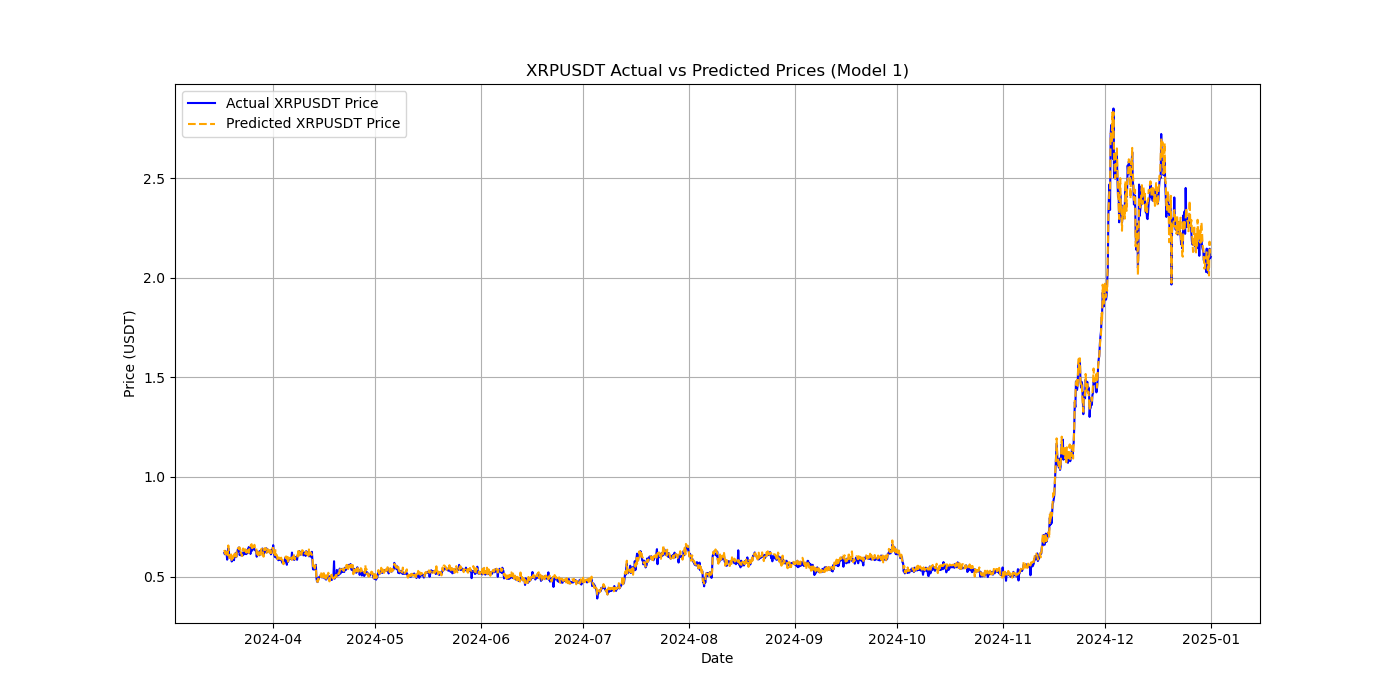 XRPUSDT Actual vs Predicted Prices (Model 1)
Actual XRPUSDT Price
Predicted XRPUSDT Price
Price (USDT)
2.5
2.0
1.5
1.0
0.5
2024-04 2024-05 2024-06 2024-07 2024-08 2024-09 2024-10 2024-11 2024-12 2025-01
Date